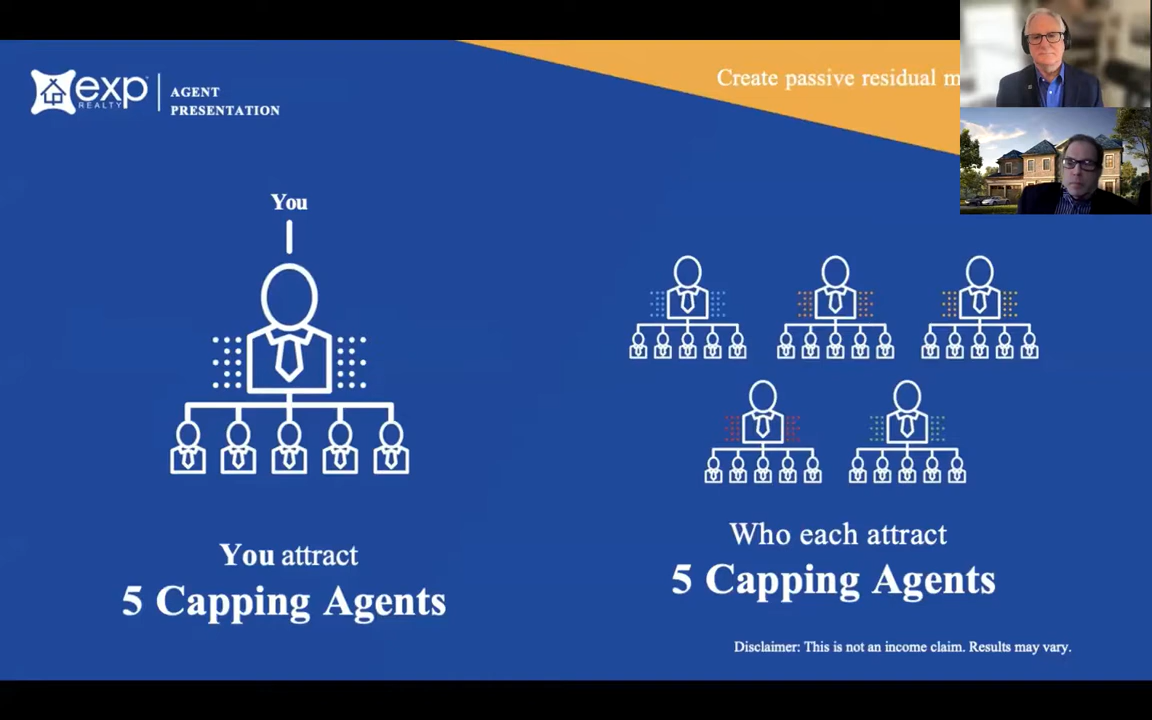 exp
REALTY
AGENT
PRESENTATION
Create passive residual
You
You attract
5 Capping Agents
Who each attract
5 Capping Agents
Disclaimer: This is not an income claim. Results may vary.